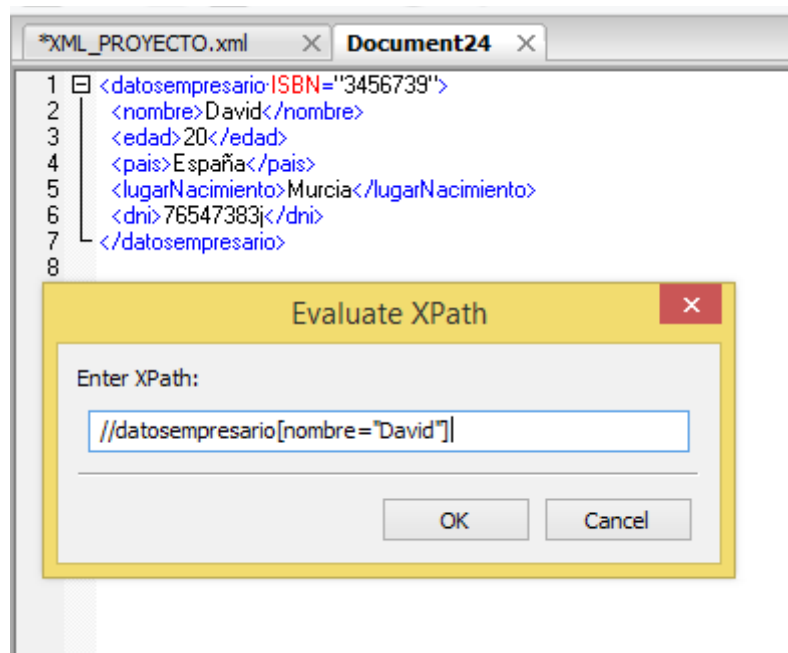 *XML_PROYECTO.xml Document24
1 <datosempresario ISBN="3456739">
2 <nombre>David</nombre>
3 <edad>20</edad>
4 <pais>España</pais>
5 <lugarNacimiento>Murcia</lugarNacimiento>
6 <dni>76547383j</dni>
7 </datosempresario>
8
Evaluate XPath
Enter XPath:
//datosempresario[nombre="David"]
OK Cancel